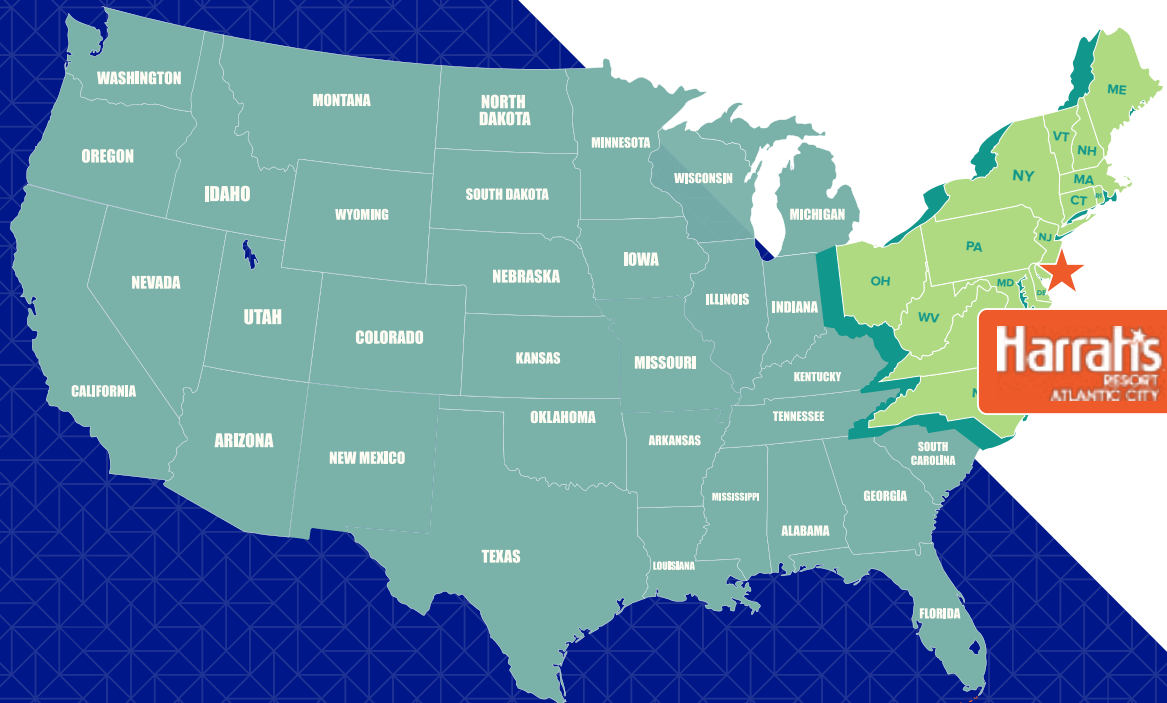 WASHINGTON
MONTANA
NORTH
DAKOTA
MINNESOTA
OREGON
IDAHO
WYOMING
SOUTH DAKOTA
WISCONSIN
MICHIGAN
NEVADA
UTAH
COLORADO
NEBRASKA
IOWA
ILLINOIS
INDIANA
CALIFORNIA
KANSAS
MISSOURI
KENTUCKY
ARIZONA
NEW MEXICO
OKLAHOMA
ARKANSAS
TENNESSEE
SOUTH
CAROLINA
TEXAS
LOUISIANA
MISSISSIPPI
ALABAMA
GEORGIA
FLORIDA
ME
VT
NH
NY
MA
CT
RI
NJ
PA
OH
MD
DE
WV
N
Harrah's
RESORT
ATLANTIC CITY